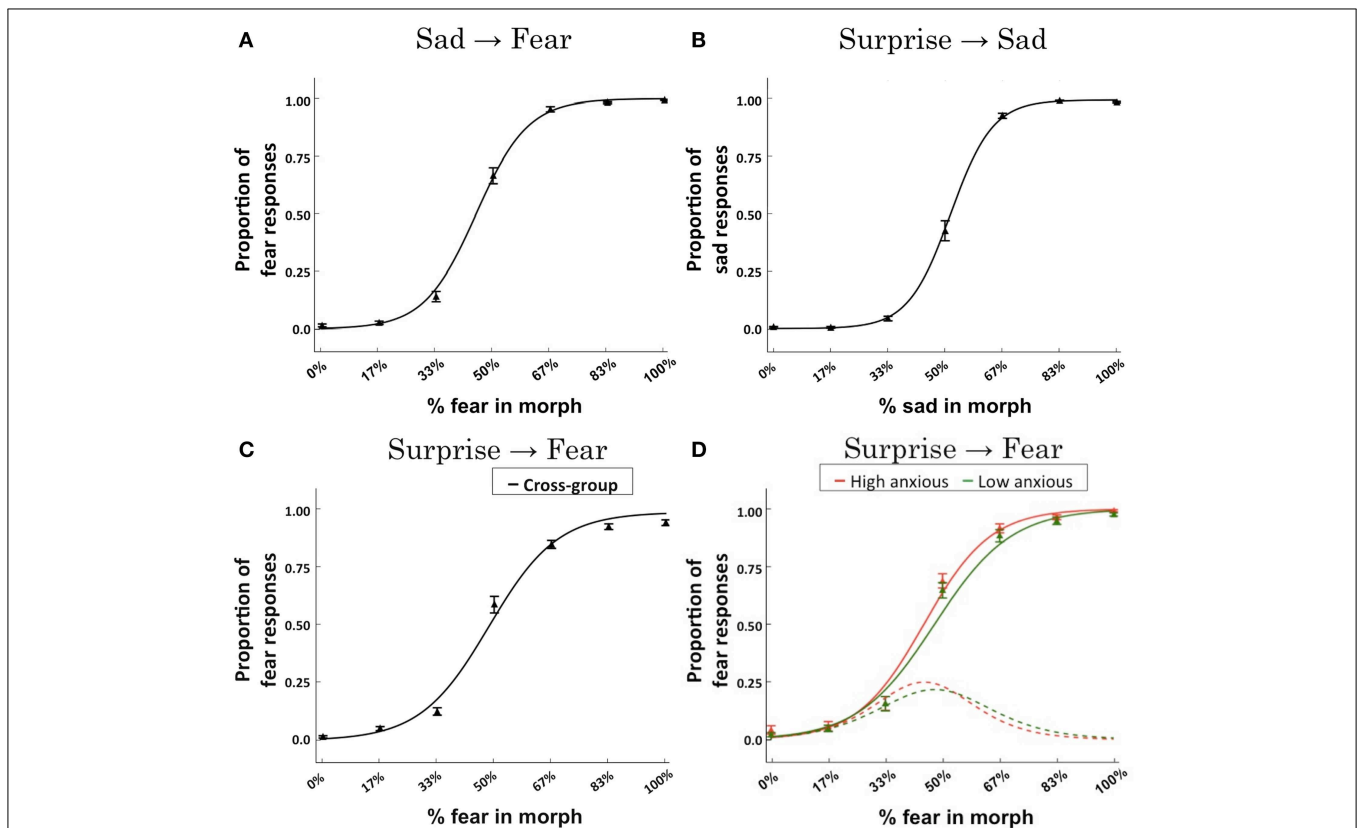 A
Sad → Fear
Proportion of
fear responses
1.00
0.75
0.50
0.25
0.0
0%
17%
33%
50%
67%
83%
100%
% fear in morph
B
Surprise → Sad
Proportion of
sad responses
1.00
0.75
0.50
0.25
0.0
0%
17%
33%
50%
67%
83%
100%
% sad in morph
C
Surprise → Fear
Cross-group
Proportion of
fear responses
1.00
0.75
0.50
0.25
0.0
0%
17%
33%
50%
67%
83%
100%
% fear in morph
D
Surprise → Fear
High anxious
Low anxious
Proportion of
fear responses
1.00
0.75
0.50
0.25
0.0
0%
17%
33%
50%
67%
83%
100%
% fear in morph